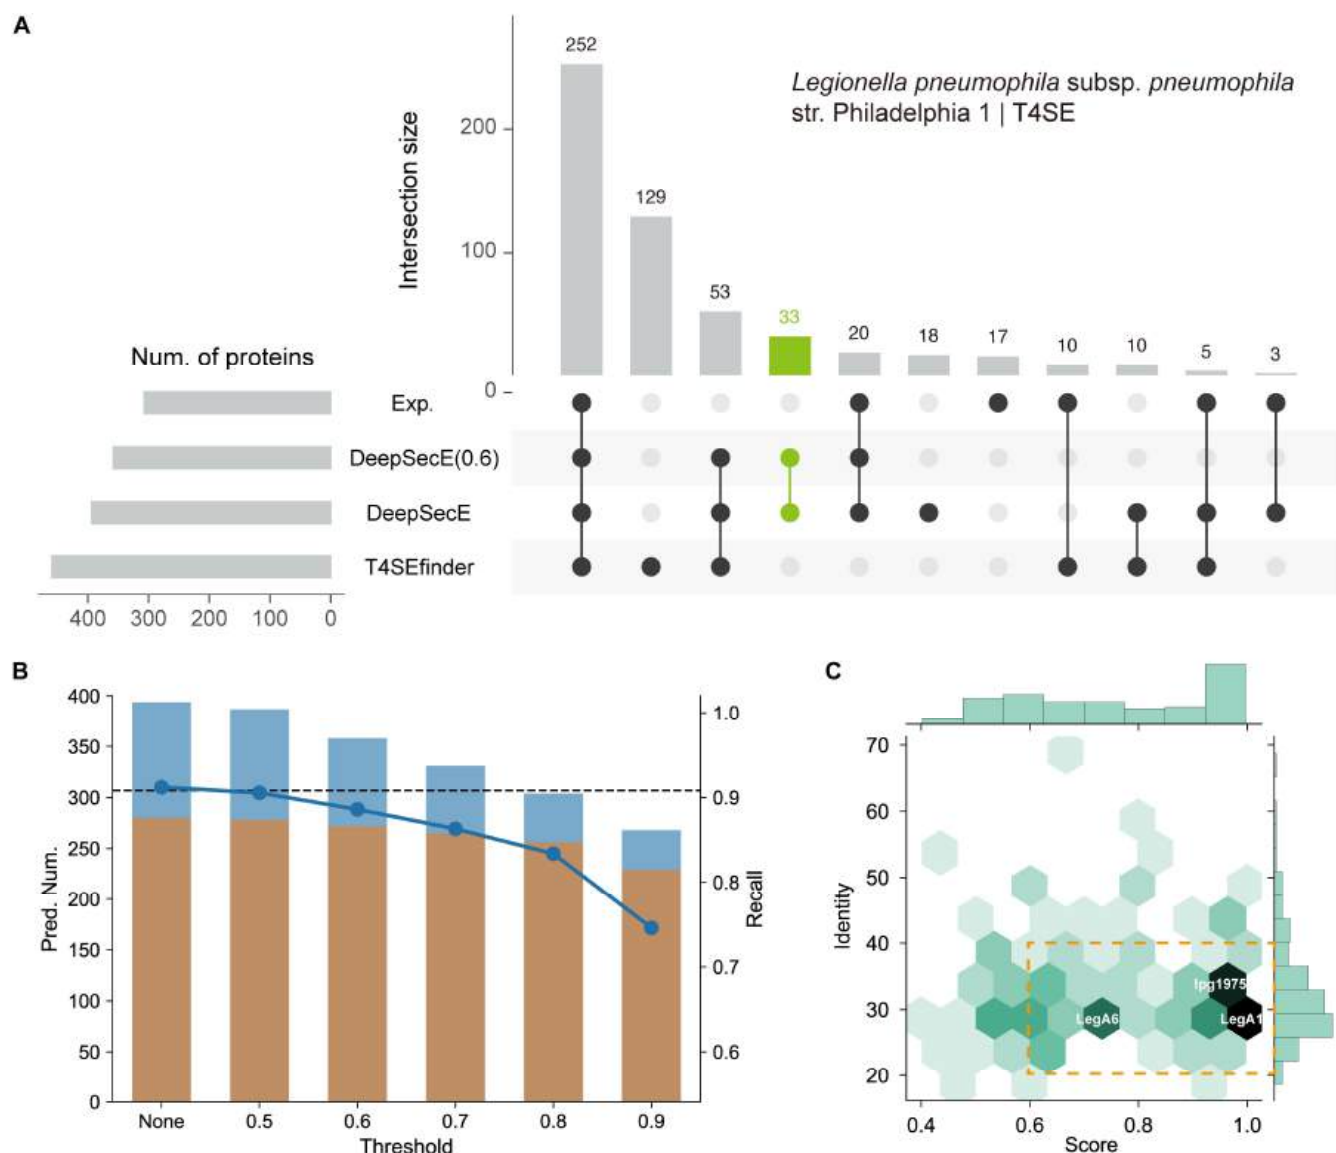 A
252
129
53
33
20
18
17
10
10
5
3
Legionella pneumophila subsp. pneumophila
str. Philadelphia 1 | T4SE
Intersection size
200
100
0
Num. of proteins
Exp.
DeepSecE(0.6)
DeepSecE
T4SEfinder
400 300 200 100 0
B
400
350
300
250
200
150
100
50
0
Pred. Num.
1.0
0.9
0.8
0.7
0.6
Recall
None 0.5 0.6 0.7 0.8 0.9
Threshold
C
70
60
50
40
30
20
Identity
lpg1975
LegA6
LegA1
0.4 0.6 0.8 1.0
Score